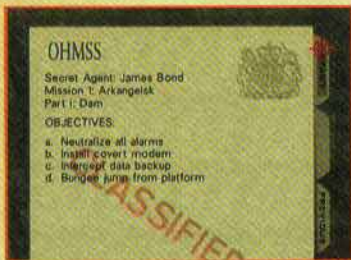 OHMSS
Secret Agent: James Bond
Mission 1: Arkangelsk
Part i: Dam
OBJECTIVES:
a. Neutralize all alarms
b. Install covert modem
c. Intercept data backup
d. Bungee jump from platform
CLASSIFIED
PREVIOUS